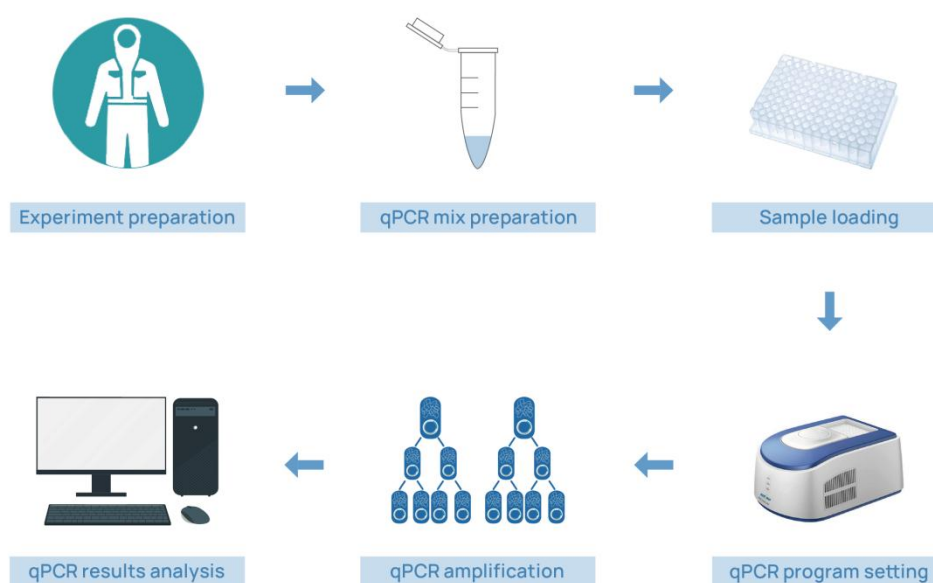 Experiment preparation
qPCR mix preparation
Sample loading
qPCR results analysis
qPCR amplification
qPCR program setting